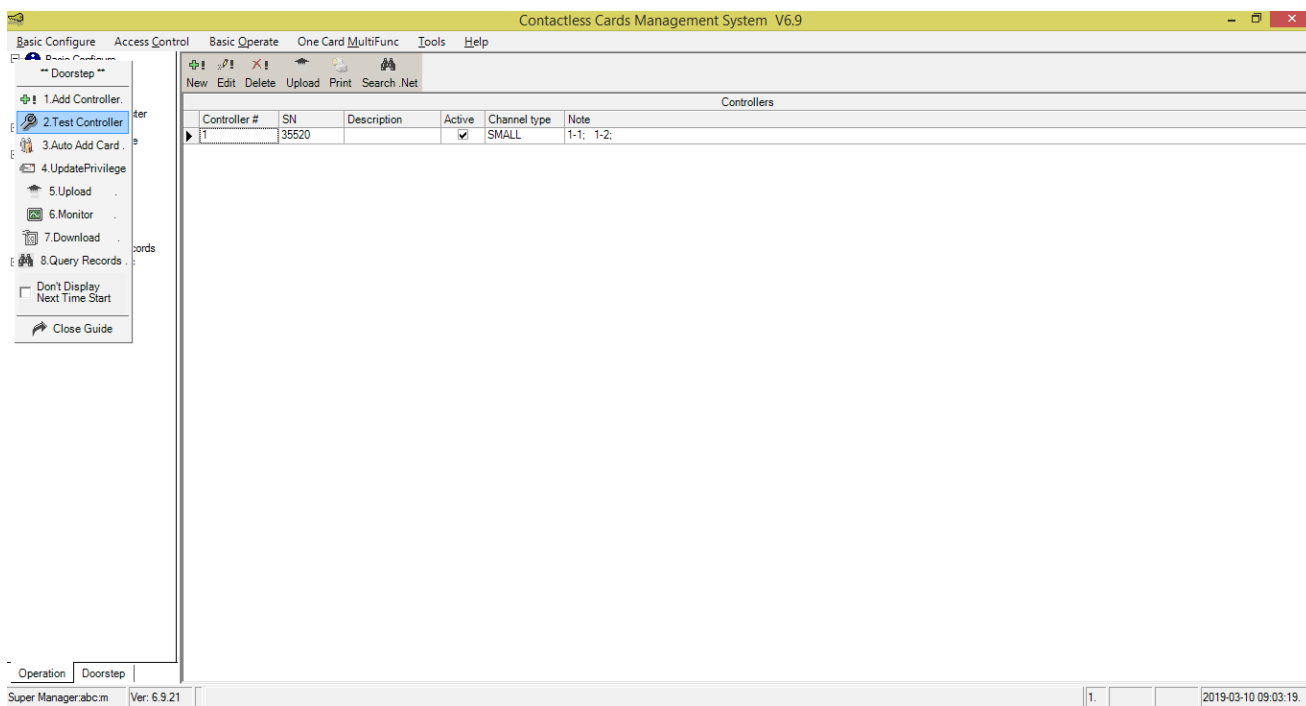 Contactless Cards Management System V6.9
Basic Configure Access Control Basic Operate One Card MultiFunc Tools Help
** Doorstep **
1.Add Controller.
2.Test Controller
3.Auto Add Card .
4.UpdatePrivilege
5.Upload .
6.Monitor .
7.Download .
8.Query Records .
Don't Display
Next Time Start
Close Guide
New Edit Delete Upload Print Search .Net
Controllers
Controller # SN Description Active Channel type Note
1 35520 SMALL 1-1; 1-2;
Operation Doorstep
Super Manager:abc:m Ver: 6.9.21 1. 2019-03-10 09:03:19.